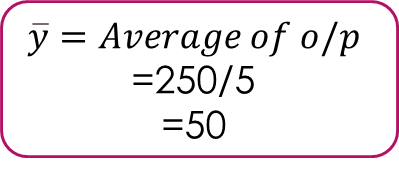 ȳ = Average of o/p
=250/5
=50